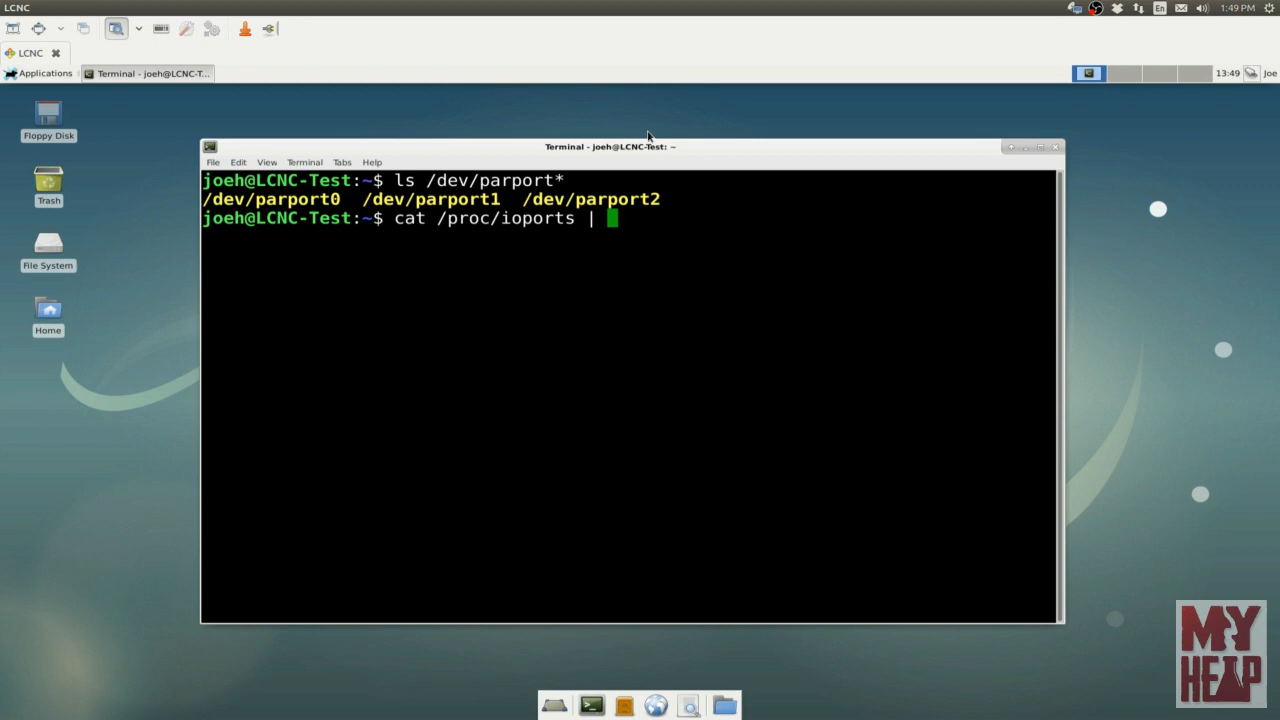 LCNC
En
1:49 PM
LCNC
Applications
Terminal - joeh@LCNC-T...
13:49
Joe
Floppy Disk
Trash
File System
Home
Terminal - joeh@LCNC-Test: ~
File Edit View Terminal Tabs Help
joeh@LCNC-Test:~$ ls /dev/parport*
/dev/parport0 /dev/parport1 /dev/parport2
joeh@LCNC-Test:~$ cat /proc/ioports |
MY
HEAP